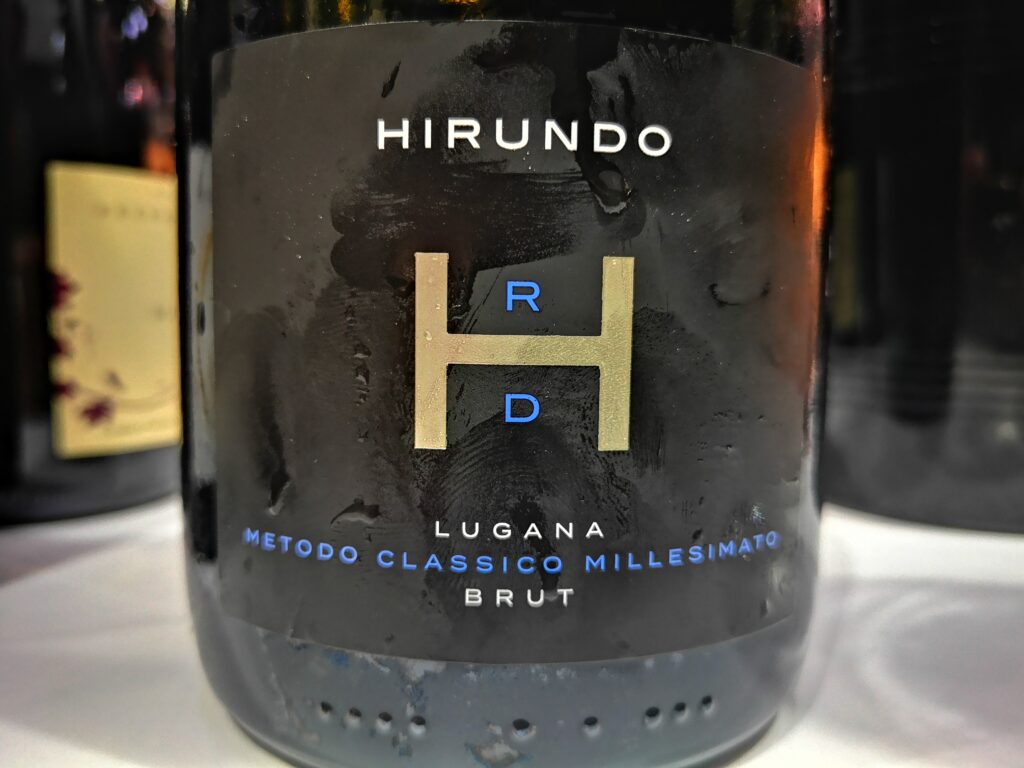 HIRUNDO
R
H
D
LUGANA
METODO CLASSICO MILLESIMATO
BRUT